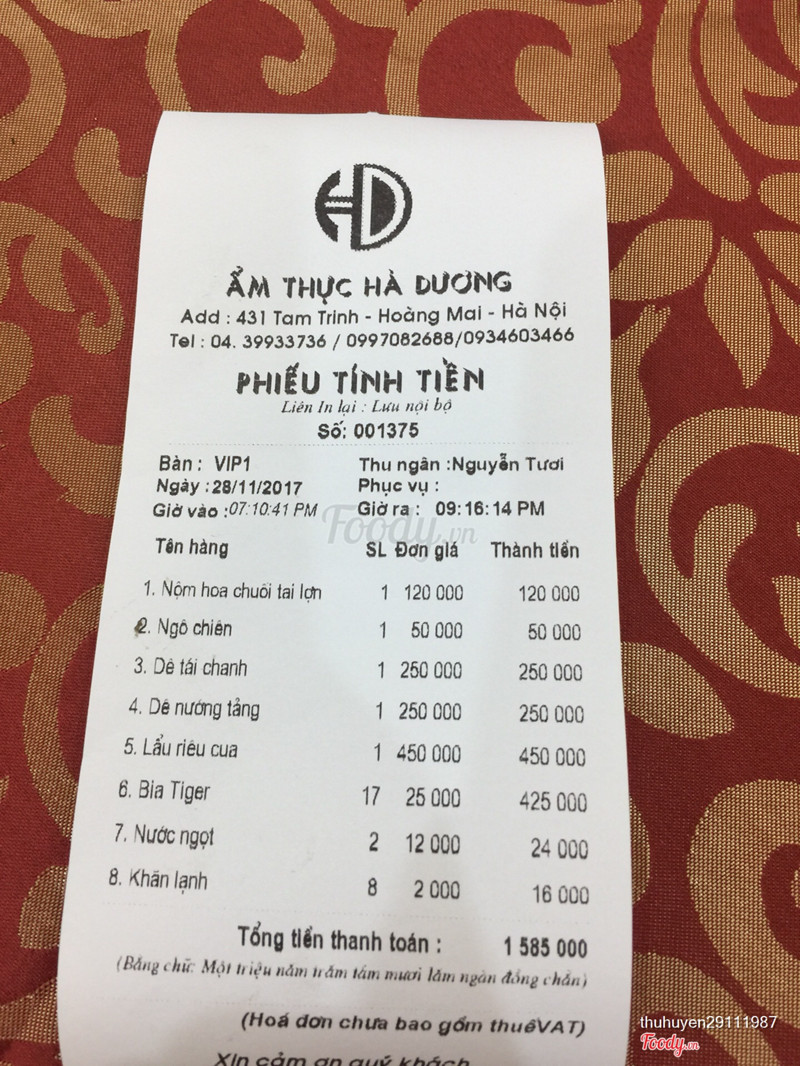 HD
ẨM THỰC HÀ DƯƠNG
Add : 431 Tam Trinh - Hoàng Mai - Hà Nội
Tel : 04. 39933736 / 0997082688/0934603466
PHIẾU TÍNH TIỀN
Liên In lại : Lưu nội bộ
Số: 001375
Bàn : VIP1 Thu ngân :Nguyễn Tươi
Ngày :28/11/2017 Phục vụ :
Giờ vào :07:10:41 PM Giờ ra : 09:16:14 PM
Foody.vn
Tên hàng SL Đơn giá Thành tiền
1. Nộm hoa chuối tai lợn 1 120 000 120 000
2. Ngô chiên 1 50 000 50 000
3. Dê tái chanh 1 250 000 250 000
4. Dê nướng tảng 1 250 000 250 000
5. Lẩu riêu cua 1 450 000 450 000
6. Bia Tiger 17 25 000 425 000
7. Nước ngọt 2 12 000 24 000
8. Khăn lạnh 8 2 000 16 000
Tổng tiền thanh toán : 1 585 000
(Bằng chữ: Một triệu năm trăm tám mươi lăm ngàn đồng chẵn)
(Hoá đơn chưa bao gồm thuếVAT)
Xin cảm ơn quý khách
thuhuyen29111987
Foody.vn